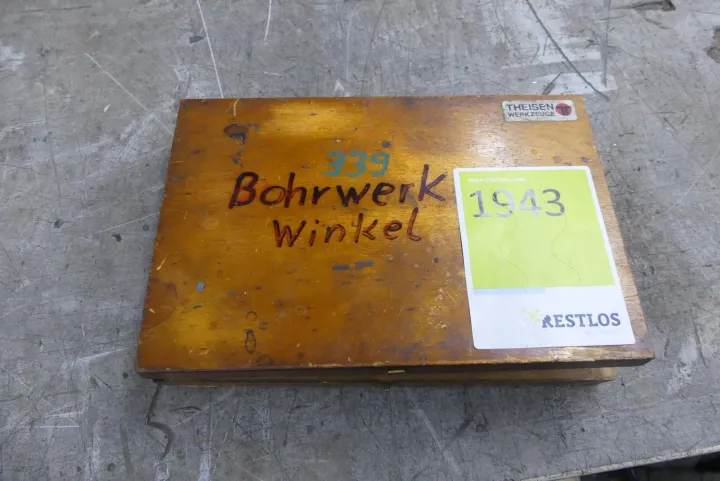 THEISEN
WERKZEUGE
339
Bohrwerk
Winkel
1943
RESTLOS